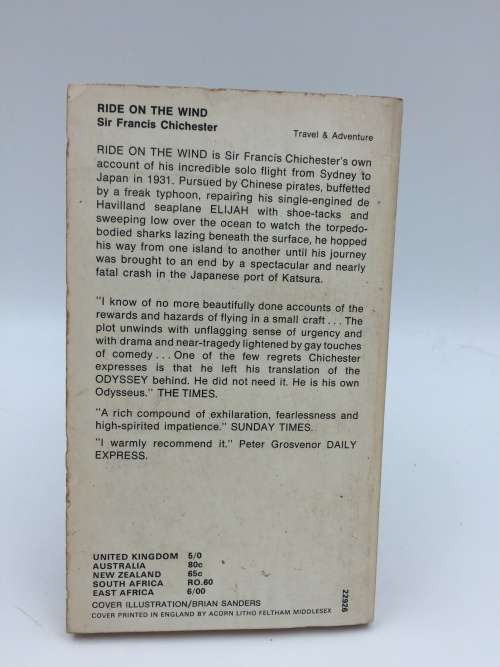 RIDE ON THE WIND
Sir Francis Chichester
Travel & Adventure
RIDE ON THE WIND is Sir Francis Chichester's own
account of his incredible solo flight from Sydney to
Japan in 1931. Pursued by Chinese pirates, buffetted
by a freak typhoon, repairing his single-engined de
Havilland seaplane ELIJAH with shoe-tacks and
sweeping low over the ocean to watch the torpedo-
bodied sharks lazing beneath the surface, he hopped
his way from one island to another until his journey
was brought to an end by a spectacular and nearly
fatal crash in the Japanese port of Katsura.
"I know of no more beautifully done accounts of the
rewards and hazards of flying in a small craft ... The
plot unwinds with unflagging sense of urgency and
with drama and near-tragedy lightened by gay touches
of comedy ... One of the few regrets Chichester
expresses is that he left his translation of the
ODYSSEY behind. He did not need it. He is his own
Odysseus." THE TIMES.
"A rich compound of exhilaration, fearlessness and
high-spirited impatience." SUNDAY TIMES.
"I warmly recommend it." Peter Grosvenor DAILY
EXPRESS.
UNITED KINGDOM 5/0
AUSTRALIA 80c
NEW ZEALAND 65c
SOUTH AFRICA RO.60
EAST AFRICA 6/00
COVER ILLUSTRATION/BRIAN SANDERS
COVER PRINTED IN ENGLAND BY ACORN LITHO FELTHAM MIDDLESEX
22926